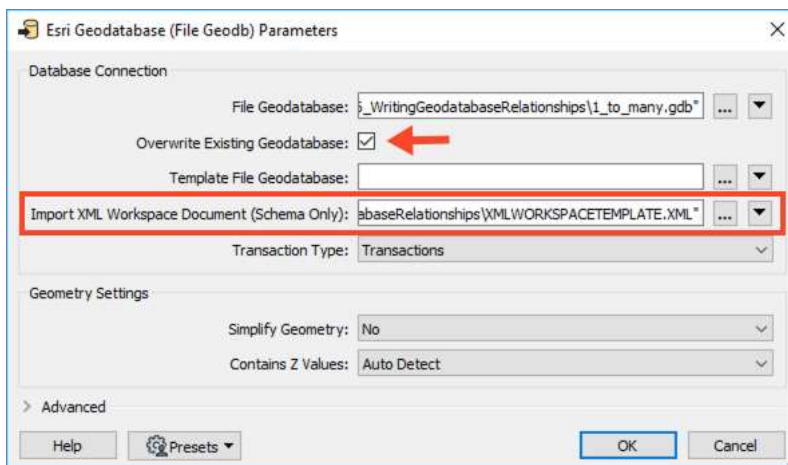 Esri Geodatabase (File Geodb) Parameters
Database Connection
File Geodatabase: 5_WritingGeodatabaseRelationships\1_to_many.gdb" ...
Overwrite Existing Geodatabase:
Template File Geodatabase: ...
Import XML Workspace Document (Schema Only): abaseRelationships\XMLWORKSPACETEMPLATE.XML" ...
Transaction Type: Transactions
Geometry Settings
Simplify Geometry: No
Contains Z Values: Auto Detect
> Advanced
Help Presets OK Cancel